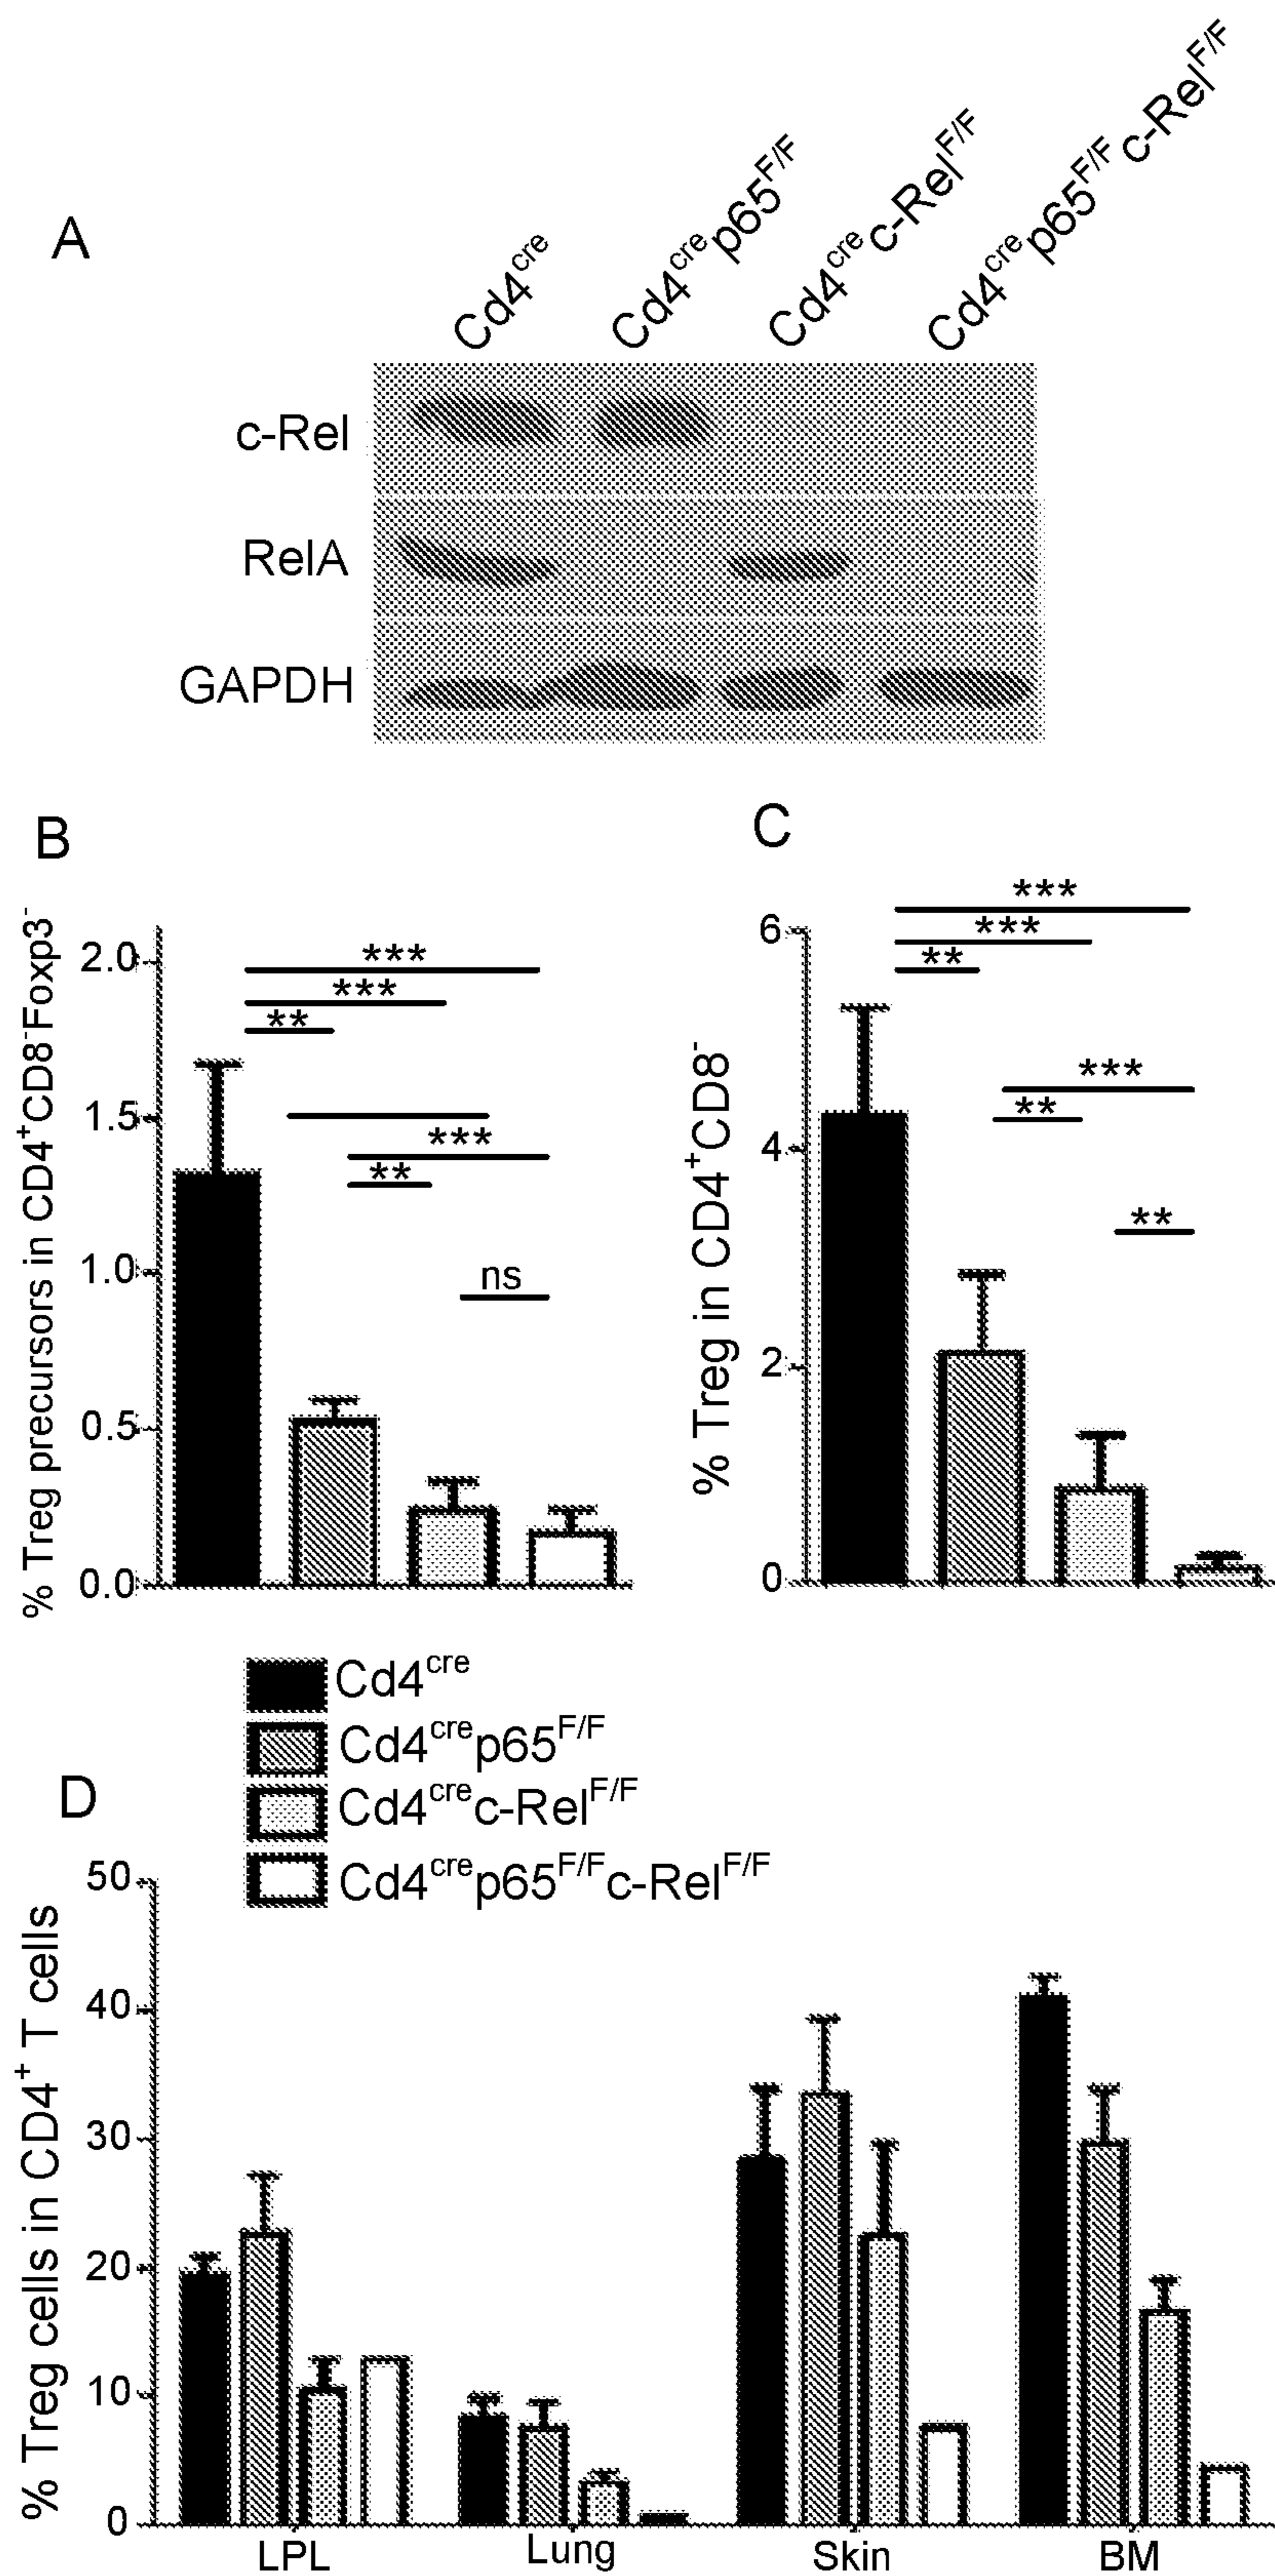 A
Cd4cre
Cd4crep65F/F
Cd4crec-RelF/F
Cd4crep65F/Fc-RelF/F
c-Rel
RelA
GAPDH
B
% Treg precursors in CD4+CD8-Foxp3-
2.0
1.5
1.0
0.5
0.0
***
***
**
***
**
ns
C
% Treg in CD4+CD8-
6
4
2
0
***
***
**
***
**
**
Cd4cre
Cd4crep65F/F
Cd4crec-RelF/F
Cd4crep65F/Fc-RelF/F
D
% Treg cells in CD4+ T cells
50
40
30
20
10
0
LPL Lung Skin BM